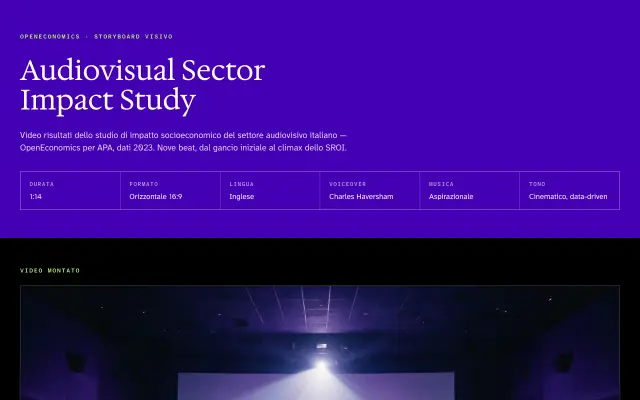 OPENECONOMICS · STORYBOARD VISIVO
Audiovisual Sector
Impact Study
Video risultati dello studio di impatto socioeconomico del settore audiovisivo italiano —
OpenEconomics per APA, dati 2023. Nove beat, dal gancio iniziale al climax dello SROI.
DURATA
1:14
FORMATO
Orizzontale 16:9
LINGUA
Inglese
VOICEOVER
Charles Haversham
MUSICA
Aspirazionale
TONO
Cinematico, data-driven
VIDEO MONTATO